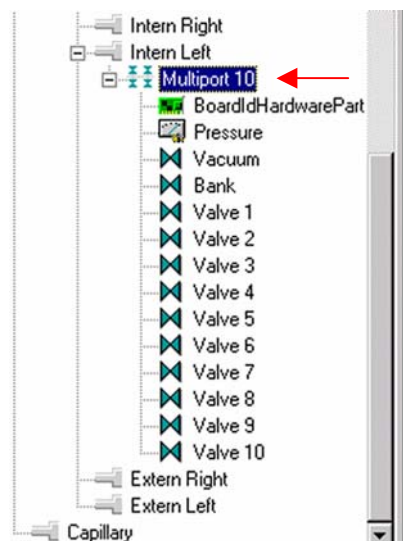 Intern Right
Intern Left
Multiport 10
BoardIdHardwarePart
Pressure
Vacuum
Bank
Valve 1
Valve 2
Valve 3
Valve 4
Valve 5
Valve 6
Valve 7
Valve 8
Valve 9
Valve 10
Extern Right
Extern Left
Capillary